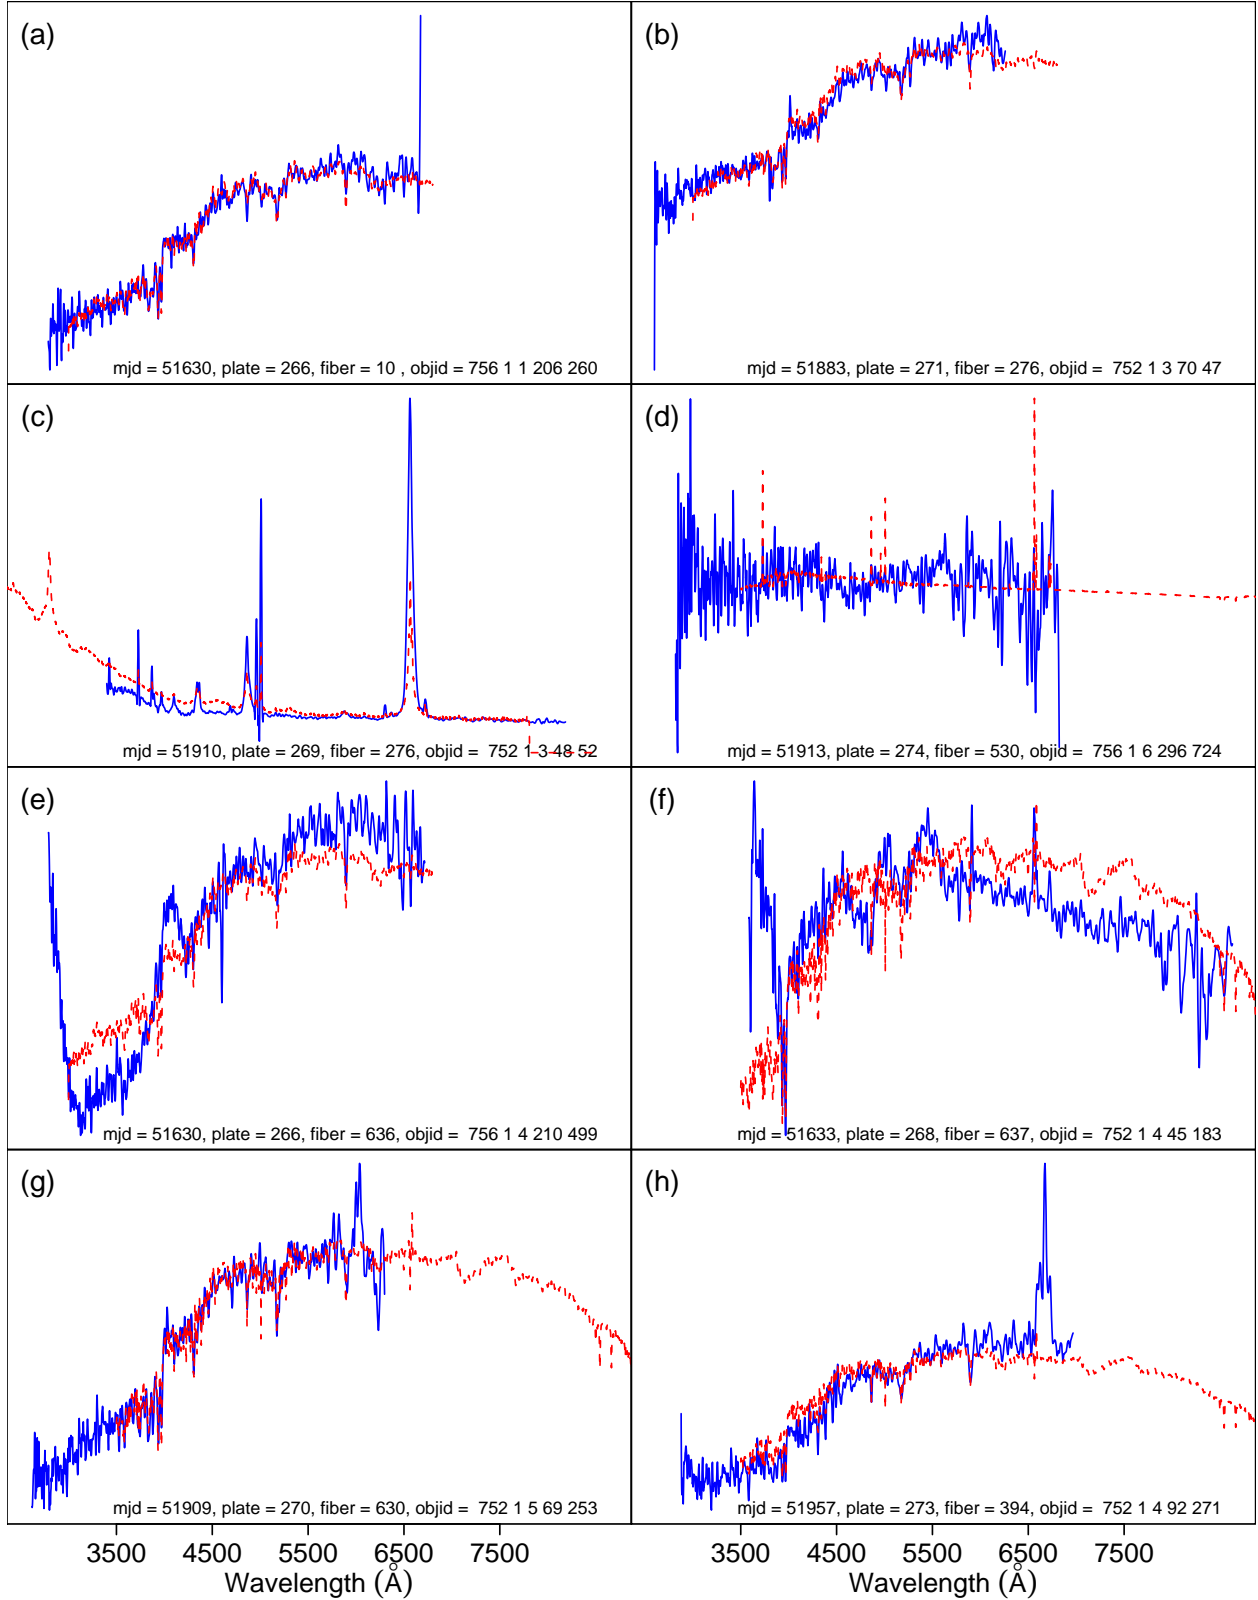 (a)
mjd = 51630, plate = 266, fiber = 10 , objid = 756 1 1 206 260
(b)
mjd = 51883, plate = 271, fiber = 276, objid = 752 1 3 70 47
(c)
mjd = 51910, plate = 269, fiber = 276, objid = 752 1 3 48 52
(d)
mjd = 51913, plate = 274, fiber = 530, objid = 756 1 6 296 724
(e)
mjd = 51630, plate = 266, fiber = 636, objid = 756 1 4 210 499
(f)
mjd = 51633, plate = 268, fiber = 637, objid = 752 1 4 45 183
(g)
mjd = 51909, plate = 270, fiber = 630, objid = 752 1 5 69 253
(h)
mjd = 51957, plate = 273, fiber = 394, objid = 752 1 4 92 271
3500 4500 5500 6500 7500
3500 4500 5500 6500 7500
Wavelength (Å)
Wavelength (Å)